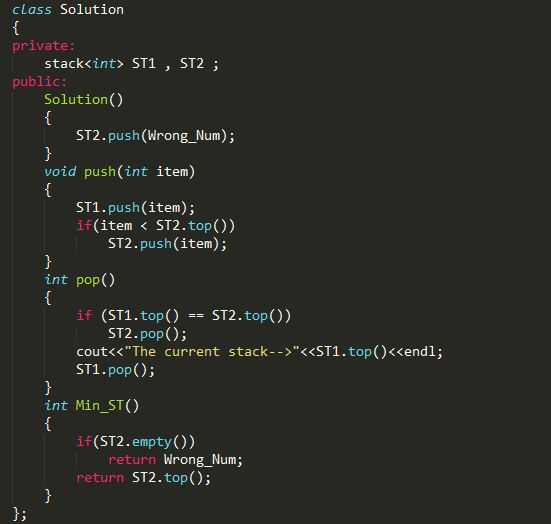 class Solution
{
private:
    stack<int> ST1 , ST2 ;
public:
    Solution()
    {
        ST2.push(Wrong_Num);
    }
    void push(int item)
    {
        ST1.push(item);
        if(item < ST2.top())
            ST2.push(item);
    }
    int pop()
    {
        if (ST1.top() == ST2.top())
            ST2.pop();
        cout<<"The current stack-->"<<ST1.top()<<endl;
        ST1.pop();
    }
    int Min_ST()
    {
        if(ST2.empty())
            return Wrong_Num;
        return ST2.top();
    }
};